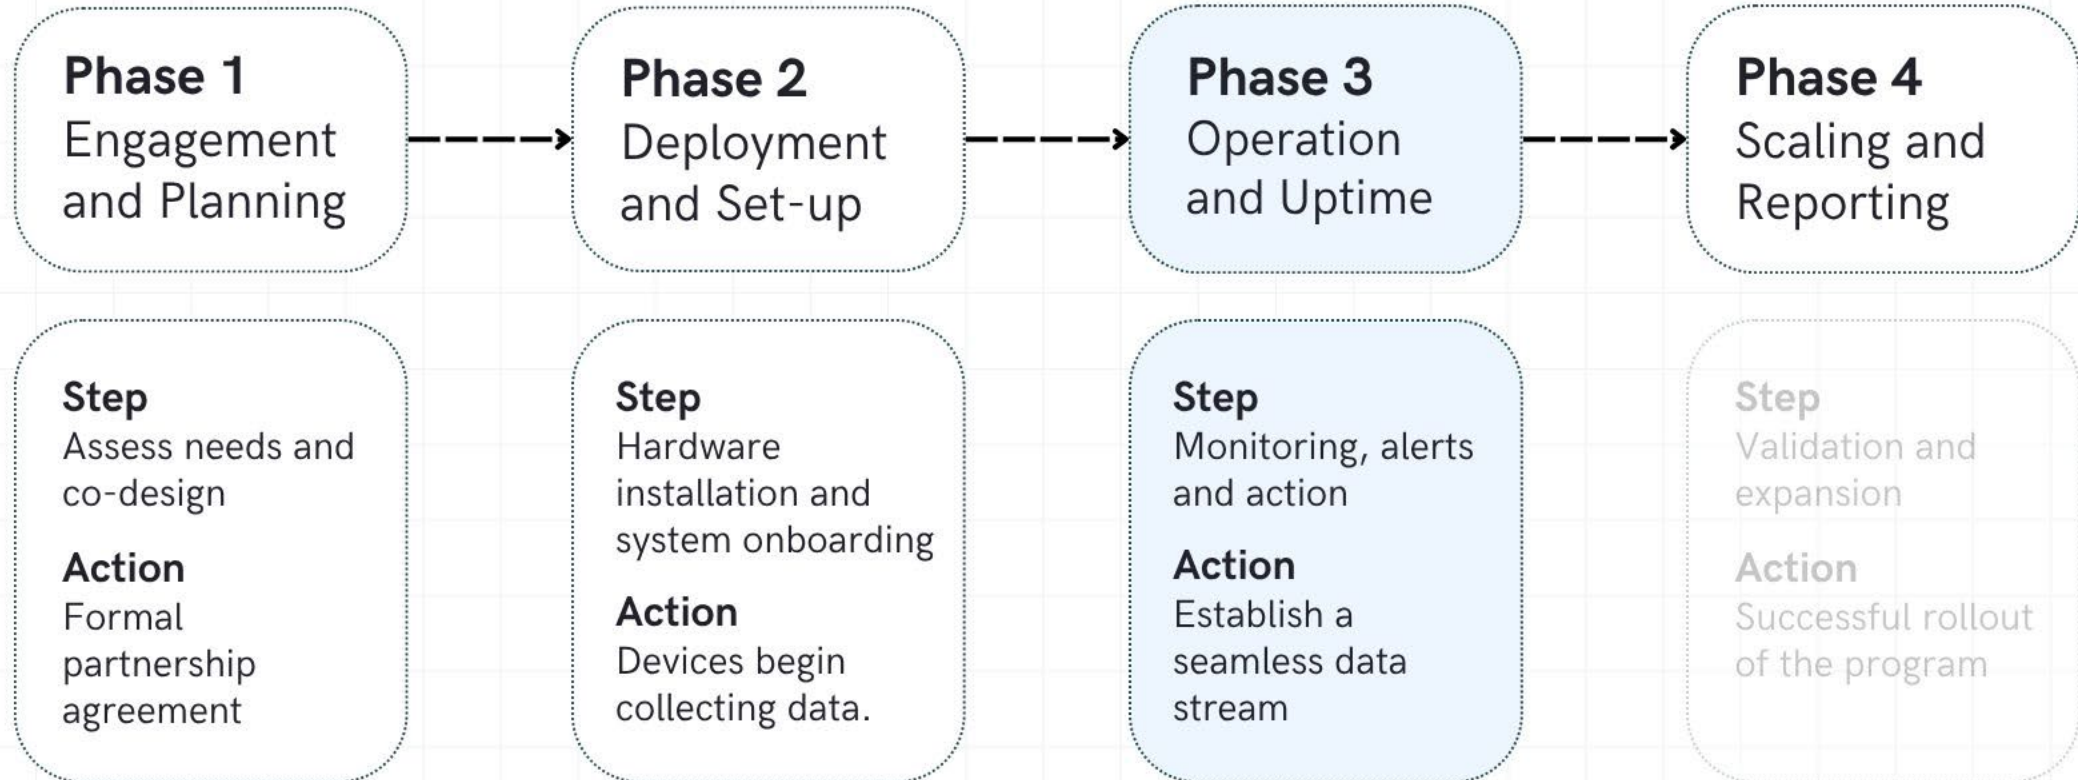 Phase 1
Engagement
and Planning
Phase 2
Deployment
and Set-up
Phase 3
Operation
and Uptime
Phase 4
Scaling and
Reporting
Step
Assess needs and
co-design
Action
Formal
partnership
agreement
Step
Hardware
installation and
system onboarding
Action
Devices begin
collecting data.
Step
Monitoring, alerts
and action
Action
Establish a
seamless data
stream
Step
Validation and
expansion
Action
Successful rollout
of the program